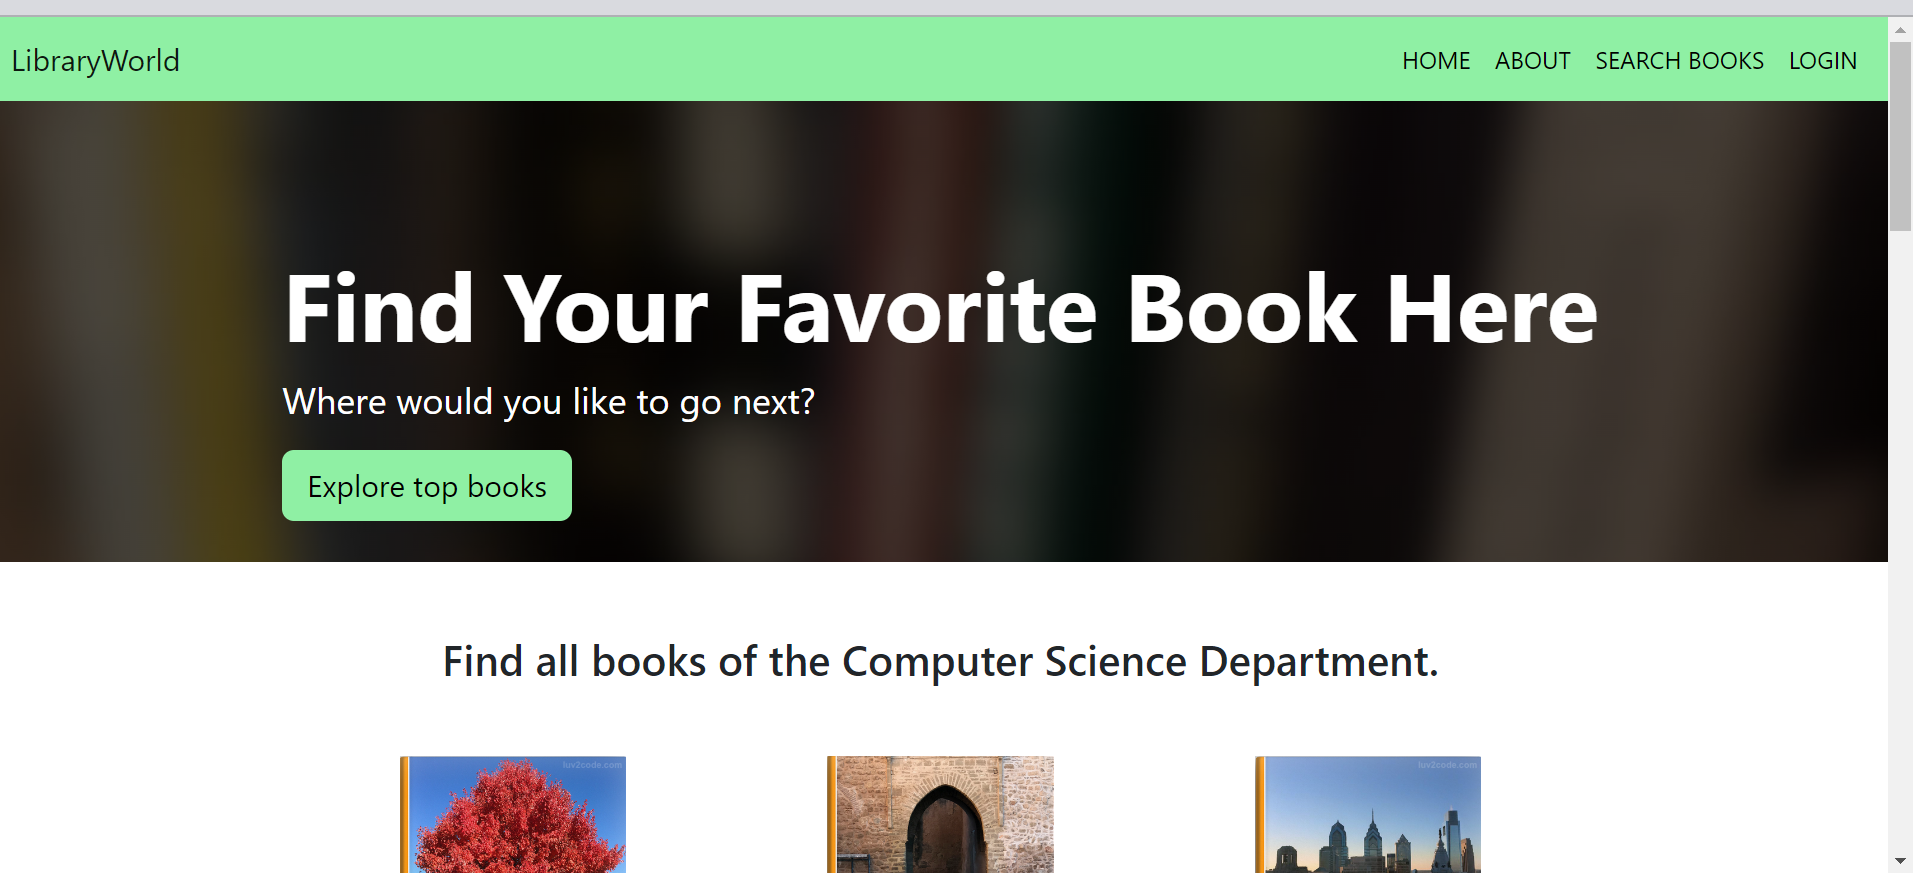 LibraryWorld
HOME ABOUT SEARCH BOOKS LOGIN
Find Your Favorite Book Here
Where would you like to go next?
Explore top books
Find all books of the Computer Science Department.
luv2code.com
luv2code.com